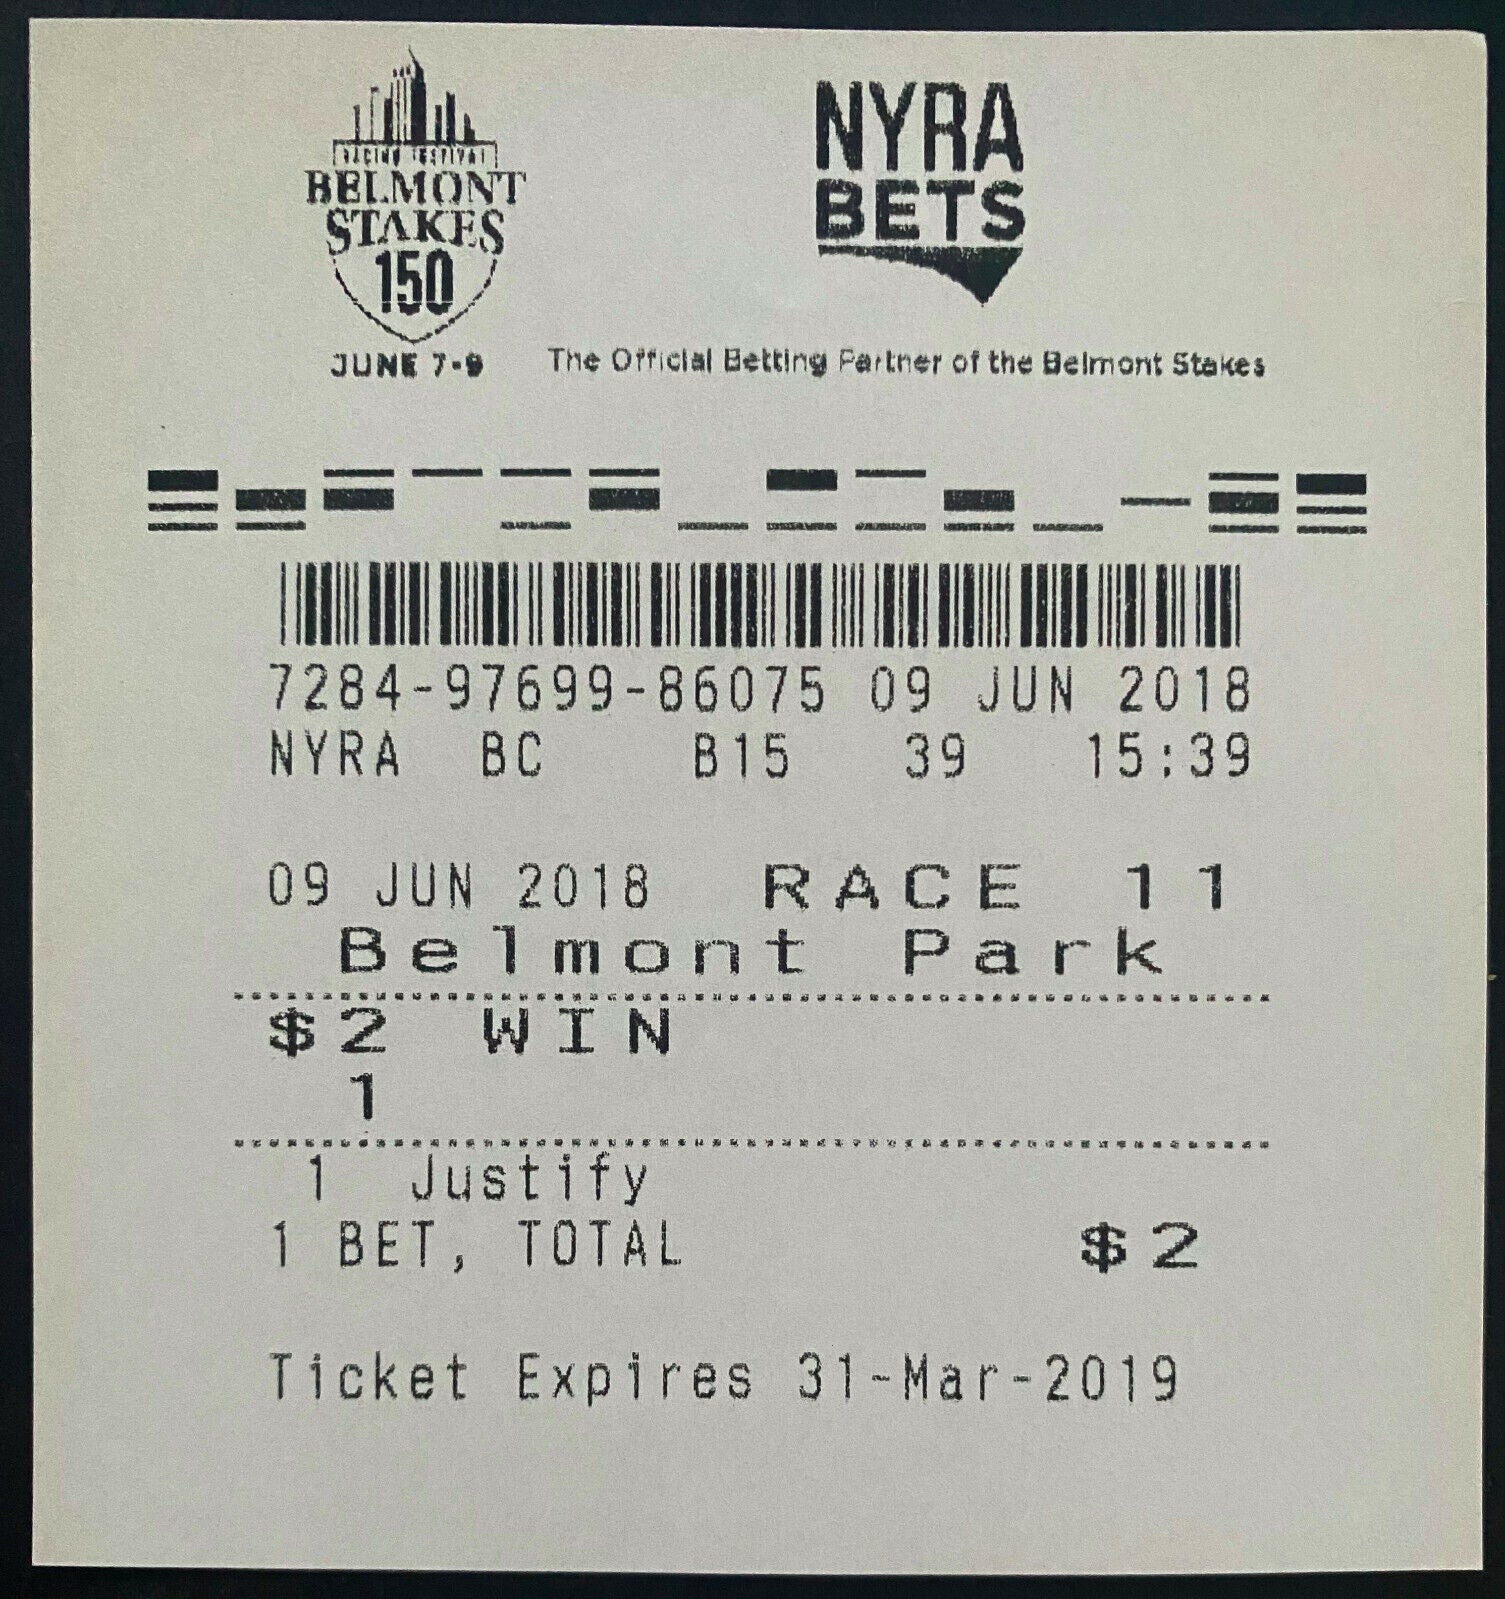 RACING FESTIVAL
BELMONT
STAKES
150
JUNE 7-9
NYRA
BETS
The Official Betting Partner of the Belmont Stakes
7284-97699-86075 09 JUN 2018
NYRA BC B15 39 15:39
09 JUN 2018 RACE 11
Belmont Park
$2 WIN
1
1 Justify
1 BET, TOTAL $2
Ticket Expires 31-Mar-2019